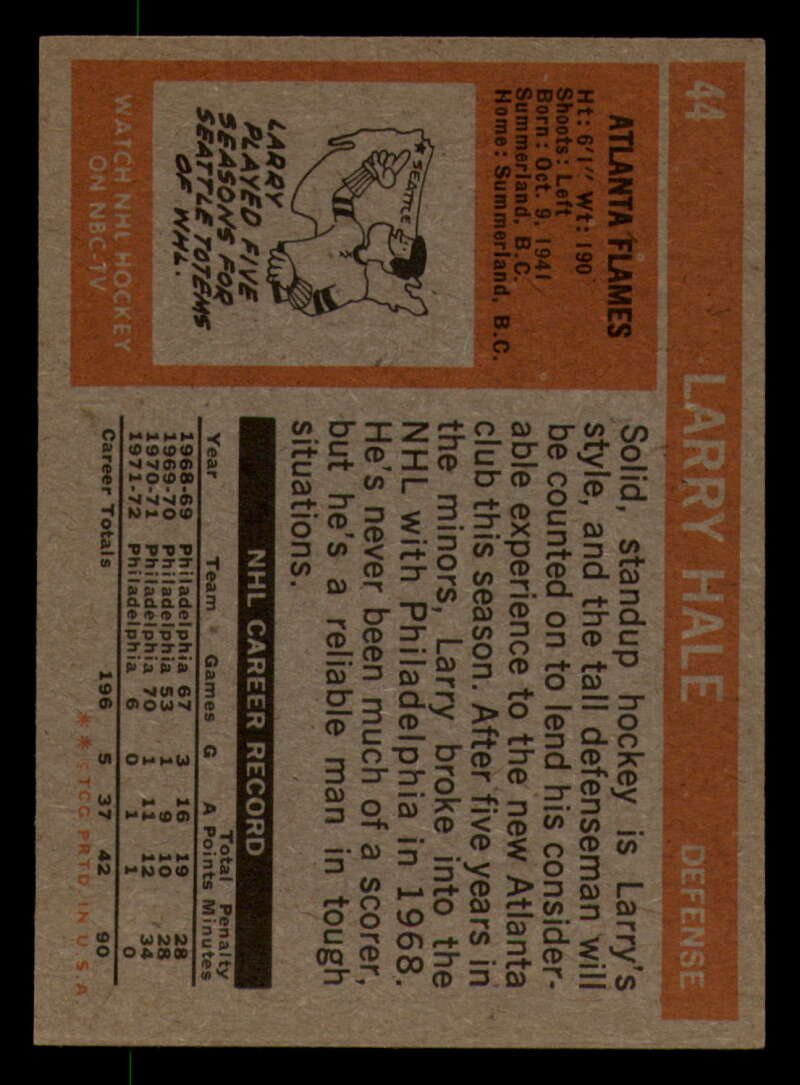 44 LARRY HALE DEFENSE
ATLANTA FLAMES
Ht: 6'1" Wt: 190
Shoots: Left
Born: Oct. 9, 1941
Summerland, B.C.
Home: Summerland, B.C.
SEATTLE
LARRY
PLAYED FIVE
SEASONS FOR
SEATTLE TOTEMS
OF WHL.
WATCH NHL HOCKEY
ON NBC-TV
Solid, standup hockey is Larry's
style, and the tall defenseman will
be counted on to lend his consider-
able experience to the new Atlanta
club this season. After five years in
the minors, Larry broke into the
NHL with Philadelphia in 1968.
He's never been much of a scorer,
but he's a reliable man in tough
situations.
NHL CAREER RECORD
Total Penalty
Year Team Games G A Points Minutes
1968-69 Philadelphia 67 3 16 19 28
1969-70 Philadelphia 53 1 9 10 28
1970-71 Philadelphia 70 1 11 12 34
1971-72 Philadelphia 6 0 1 1 0
Career Totals 196 5 37 42 90
* * ©TCG PRTD. IN U.S.A.